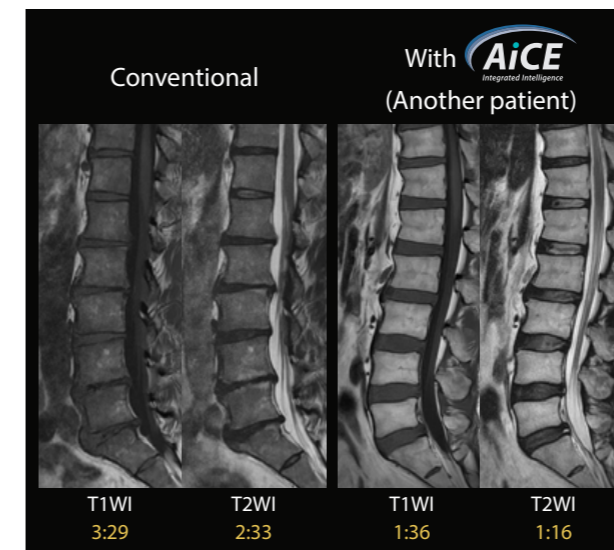 Conventional
With AiCE
Integrated Intelligence
(Another patient)
T1WI
T2WI
T1WI
T2WI
3:29
2:33
1:36
1:16